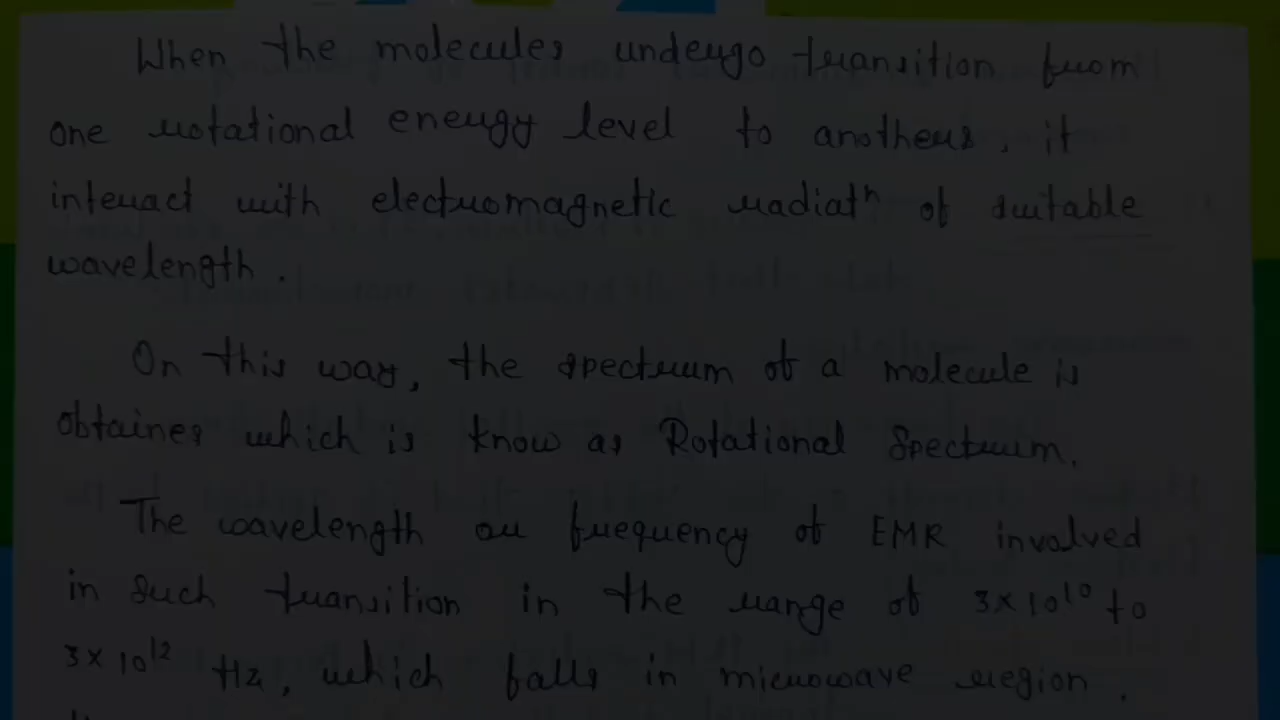 When the molecules undergo transition from
one rotational energy level to anothers, it
interact with electromagnetic radiatn of suitable
wavelength.
On this way, the spectrum of a molecule is
obtaines which is know as Rotational Spectrum.
The wavelength or frequency of EMR involved
in such transition in the range of 3×10¹⁰ to
3×10¹² Hz, which falls in microwave region.